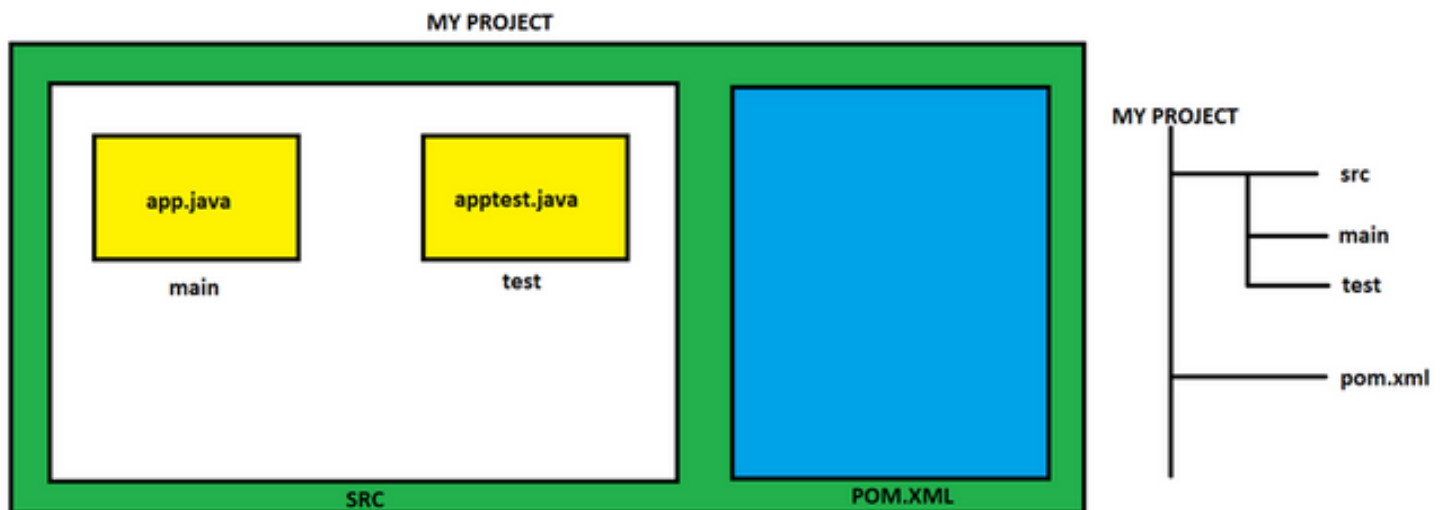 MY PROJECT
app.java
apptest.java
main
test
SRC
POM.XML
MY PROJECT
src
main
test
pom.xml